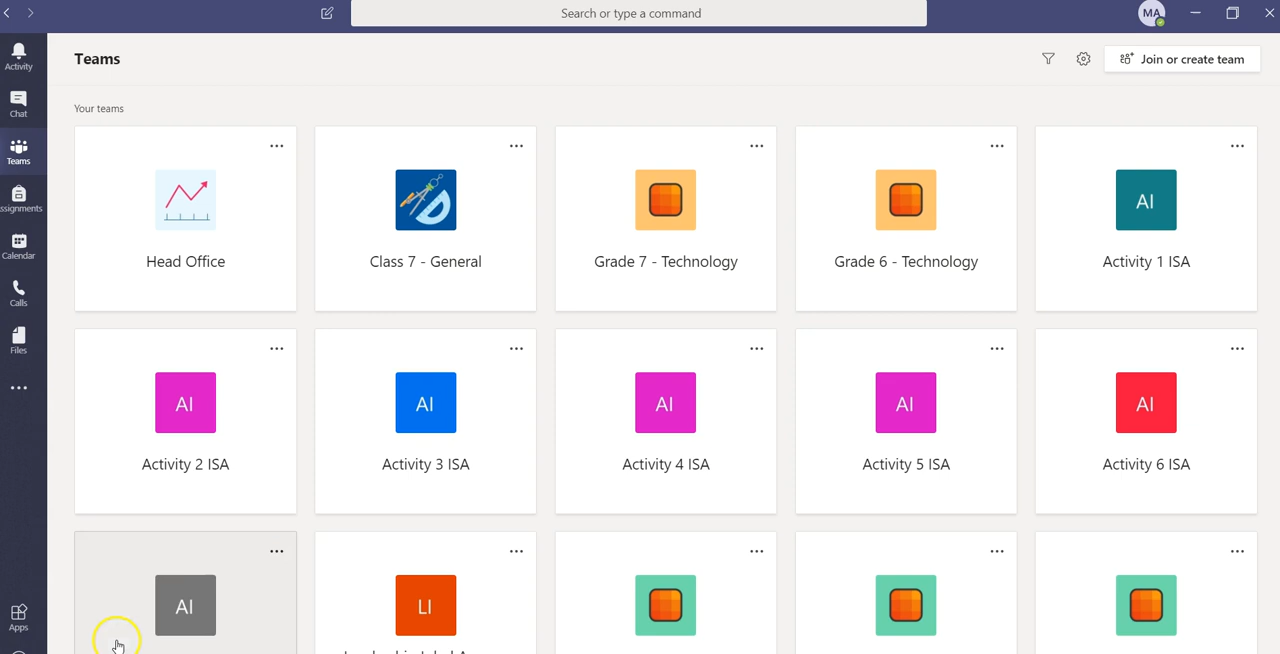 Search or type a command
MA
Activity
Chat
Teams
ssignments
Calendar
Calls
Files
Apps
Teams
Join or create team
Your teams
Head Office
Class 7 - General
Grade 7 - Technology
Grade 6 - Technology
AI
Activity 1 ISA
AI
Activity 2 ISA
AI
Activity 3 ISA
AI
Activity 4 ISA
AI
Activity 5 ISA
AI
Activity 6 ISA
AI
LI